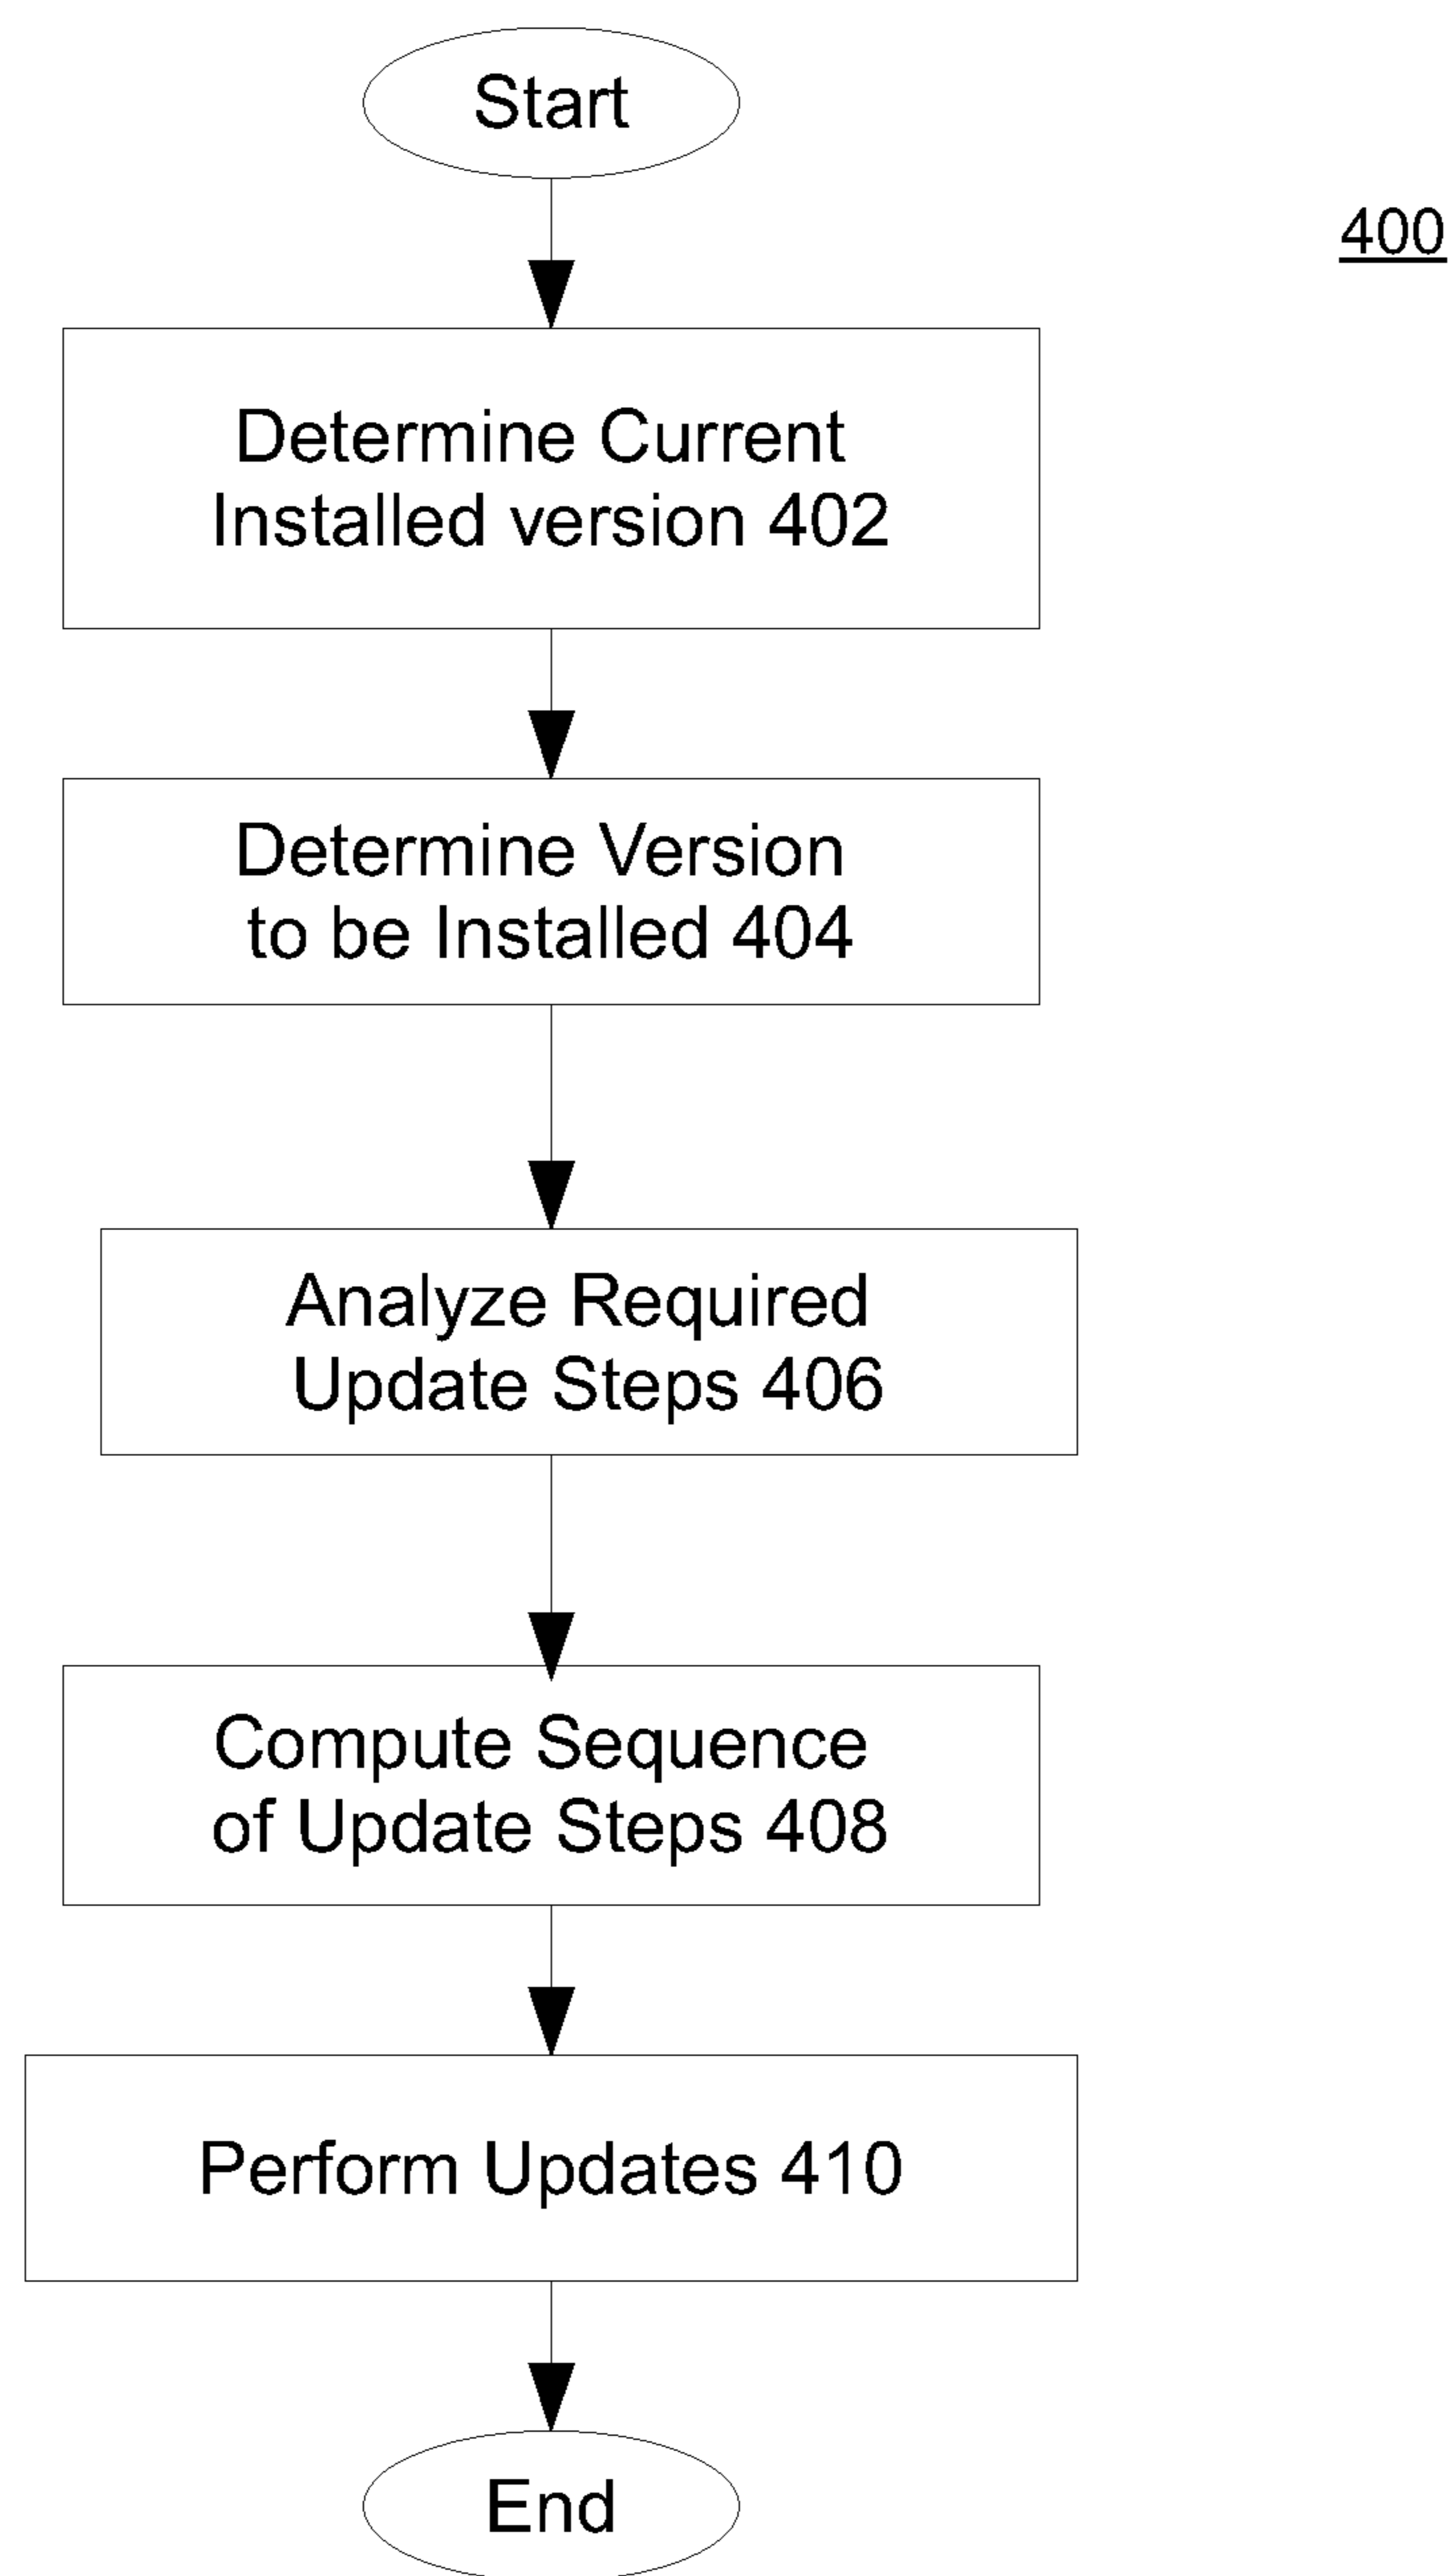 Start
400
Determine Current
Installed version 402
Determine Version
to be Installed 404
Analyze Required
Update Steps 406
Compute Sequence
of Update Steps 408
Perform Updates 410
End